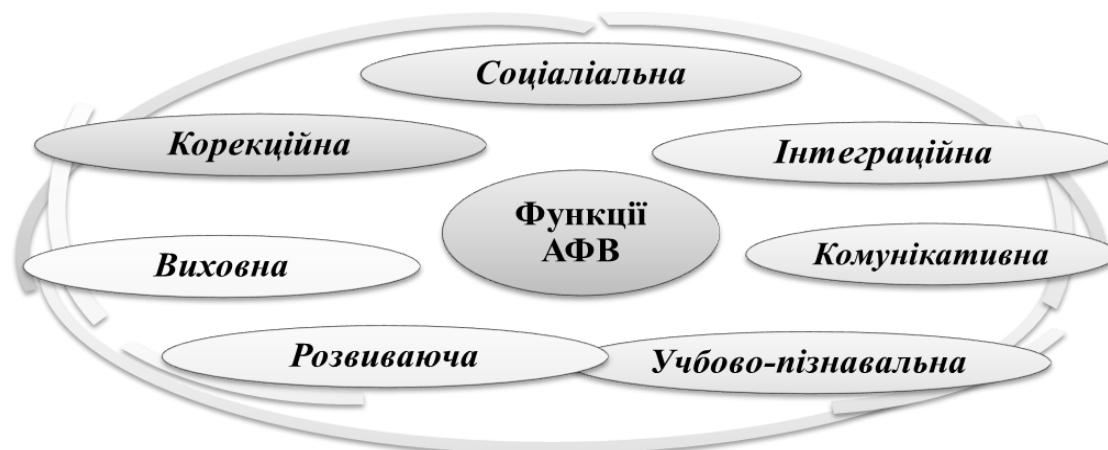 Соціаліальна
Корекційна
Інтеграційна
Функції
АФВ
Виховна
Комунікативна
Розвиваюча
Учбово-пізнавальна